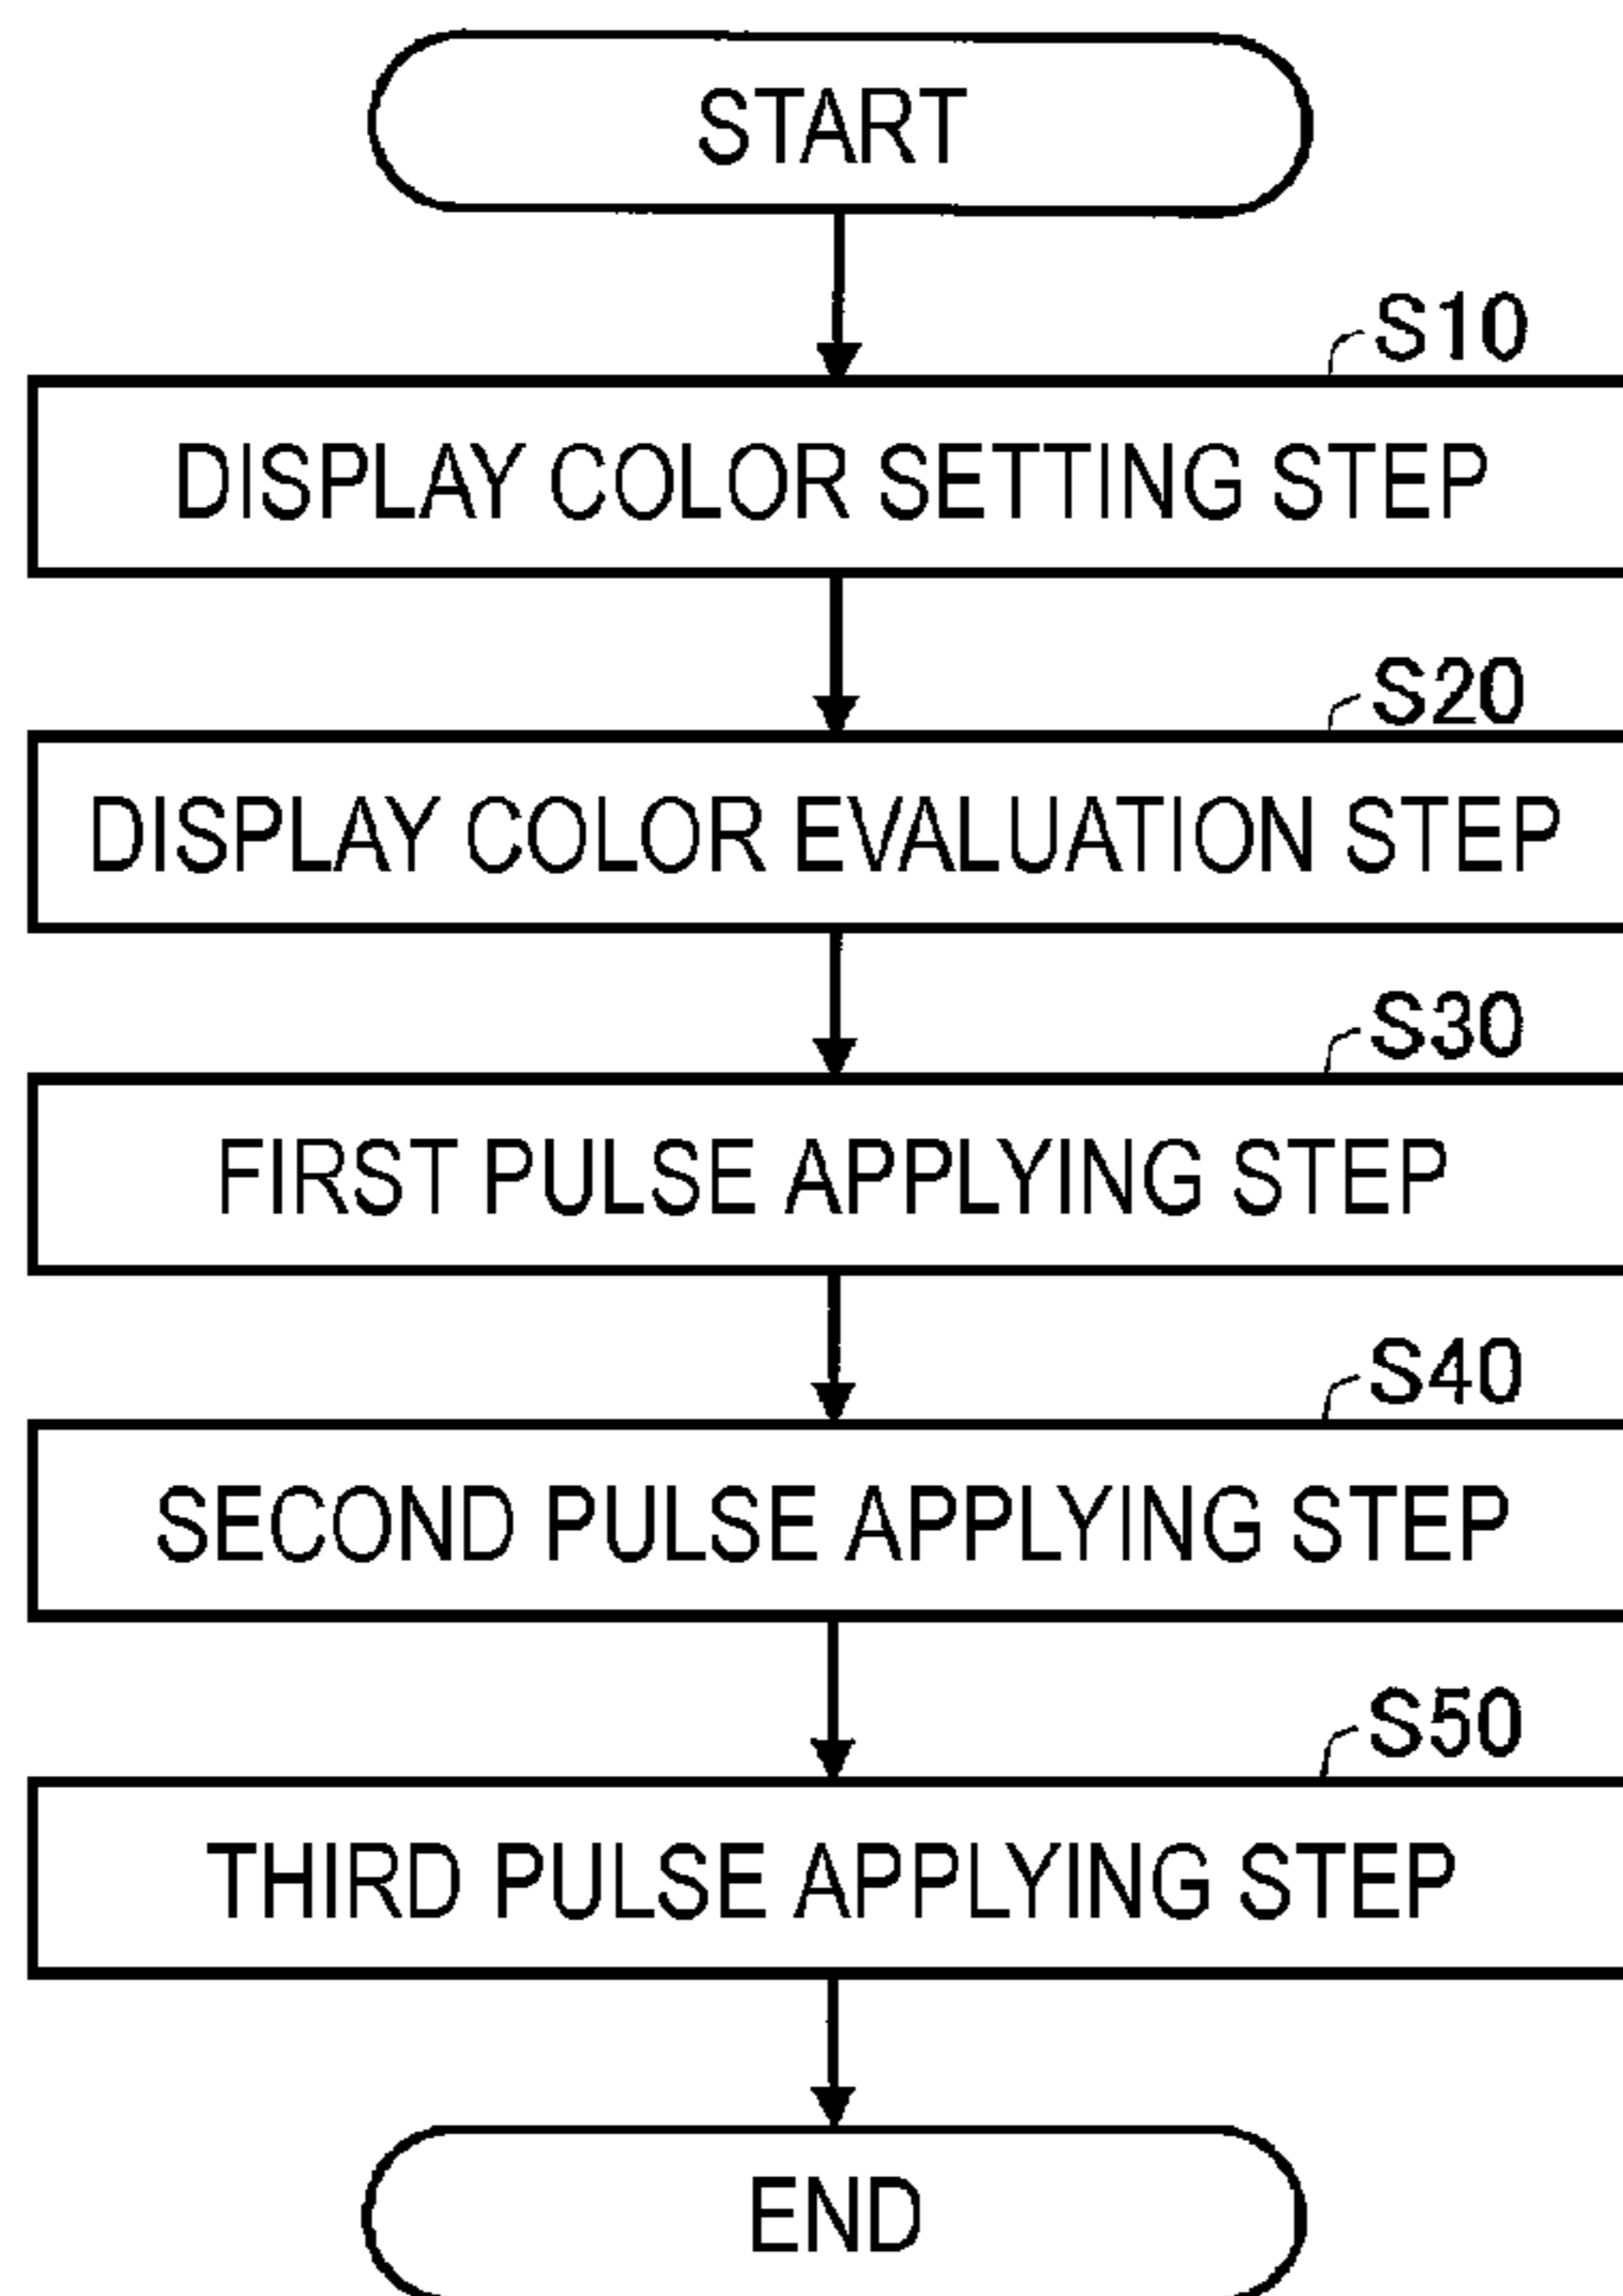 START
S10
DISPLAY COLOR SETTING STEP
S20
DISPLAY COLOR EVALUATION STEP
S30
FIRST PULSE APPLYING STEP
S40
SECOND PULSE APPLYING STEP
S50
THIRD PULSE APPLYING STEP
END